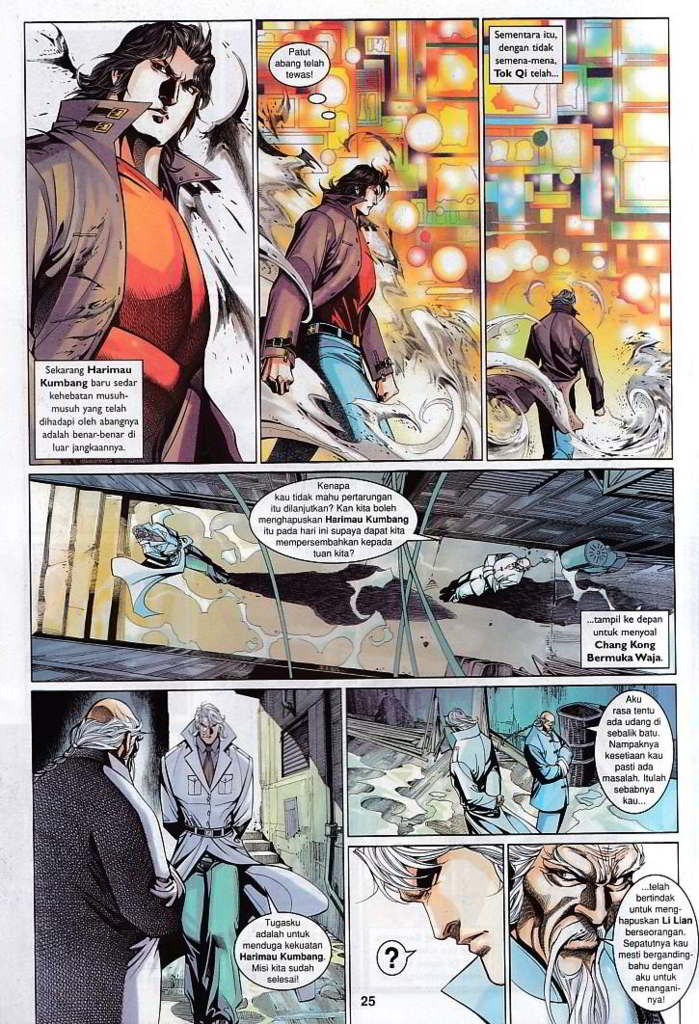 Sekarang Harimau
Kumbang baru sedar
kehebatan musuh-
musuh yang telah
dihadapi oleh abangnya
adalah benar-benar di
luar jangkaannya.
Patut
abang telah
tewas!
Sementara itu,
dengan tidak
semena-mena,
Tok Qi telah...
Kenapa
kau tidak mahu pertarungan
itu dilanjutkan? Kan kita boleh
menghapuskan Harimau Kumbang
itu pada hari ini supaya dapat kita
mempersembahkan kepada
tuan kita?
...tampil ke depan
untuk menyoal
Chang Kong
Bermuka Waja.
Tugasku
adalah untuk
menduga kekuatan
Harimau Kumbang.
Misi kita sudah
selesai!
Aku
rasa tentu
ada udang di
sebalik batu.
Nampaknya
kesetiaan kau
pasti ada
masalah. Itulah
sebabnya
kau...
?
...telah
bertindak
untuk meng-
hapuskan Li Lian
berseorangan.
Sepatutnya kau
mesti berganding-
bahu dengan
aku untuk
menangani-
nya!
25